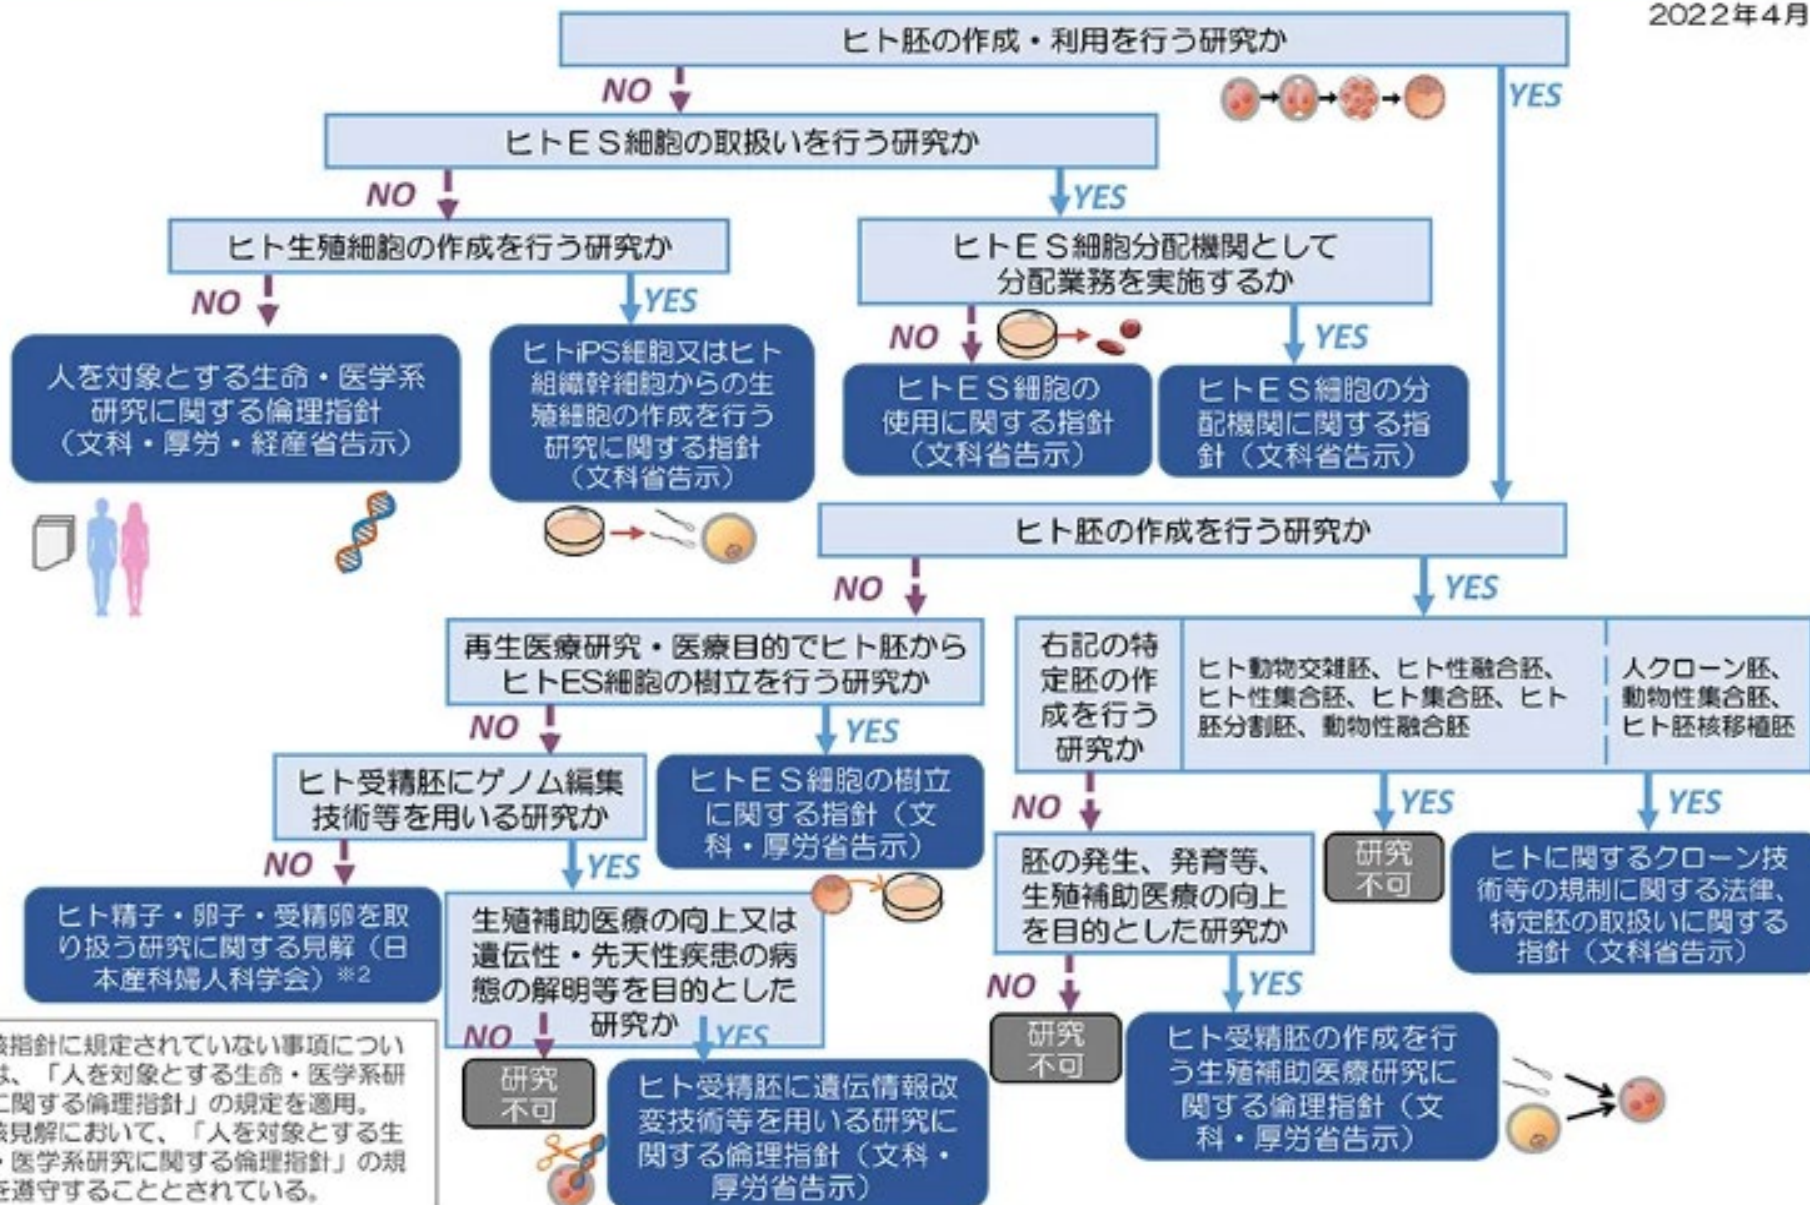 2022年4月
ヒト胚の作成・利用を行う研究か
NO
YES
ヒトES細胞の取扱いを行う研究か
NO
YES
ヒト生殖細胞の作成を行う研究か
ヒトES細胞分配機関として
分配業務を実施するか
NO
YES
NO
YES
人を対象とする生命・医学系
研究に関する倫理指針
(文科・厚労・経産省告示)
ヒトiPS細胞又はヒト
組織幹細胞からの生
殖細胞の作成を行う
研究に関する指針
(文科省告示)
ヒトES細胞の
使用に関する指針
(文科省告示)
ヒトES細胞の分
配機関に関する指
針(文科省告示)
ヒト胚の作成を行う研究か
NO
YES
再生医療研究・医療目的でヒト胚から
ヒトES細胞の樹立を行う研究か
右記の特
定胚の作
成を行う
研究か
ヒト動物交雑胚、ヒト性融合胚、
ヒト性集合胚、ヒト集合胚、ヒト
胚分割胚、動物性融合胚
人クローン胚、
動物性集合胚、
ヒト胚核移植胚
NO
YES
NO
YES
YES
ヒト受精胚にゲノム編集
技術等を用いる研究か
ヒトES細胞の樹立
に関する指針(文
科・厚労省告示)
胚の発生、発育等、
生殖補助医療の向上
を目的とした研究か
研究
不可
ヒトに関するクローン技
術等の規制に関する法律、
特定胚の取扱いに関する
指針(文科省告示)
NO
YES
ヒト精子・卵子・受精卵を取
り扱う研究に関する見解(日
本産科婦人科学会)※2
生殖補助医療の向上又は
遺伝性・先天性疾患の病
態の解明等を目的とした
研究か
NO
YES
NO
YES
研究
不可
ヒト受精胚に遺伝情報改
変技術等を用いる研究に
関する倫理指針(文科・
厚労省告示)
研究
不可
ヒト受精胚の作成を行
う生殖補助医療研究に
関する倫理指針(文
科・厚労省告示)
指針に規定されていない事項につい
は、「人を対象とする生命・医学系研
に関する倫理指針」の規定を適用。
見解において、「人を対象とする生
・医学系研究に関する倫理指針」の規
を遵守することとされている。